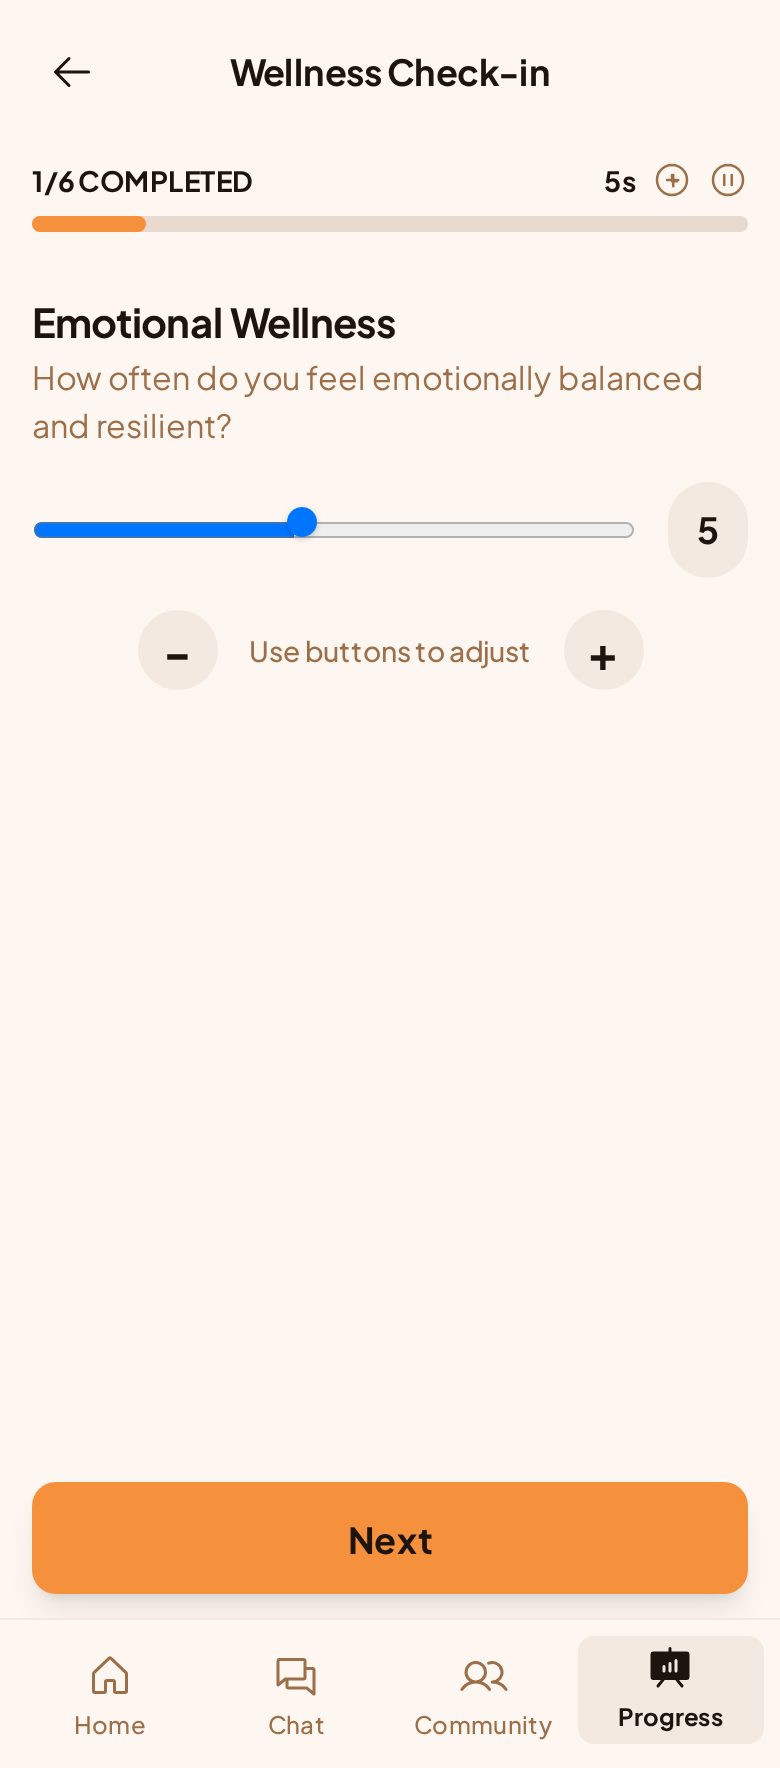 Wellness Check-in
1/6 COMPLETED 5s
Emotional Wellness
How often do you feel emotionally balanced
and resilient?
5
- Use buttons to adjust +
Next
Home Chat Community Progress